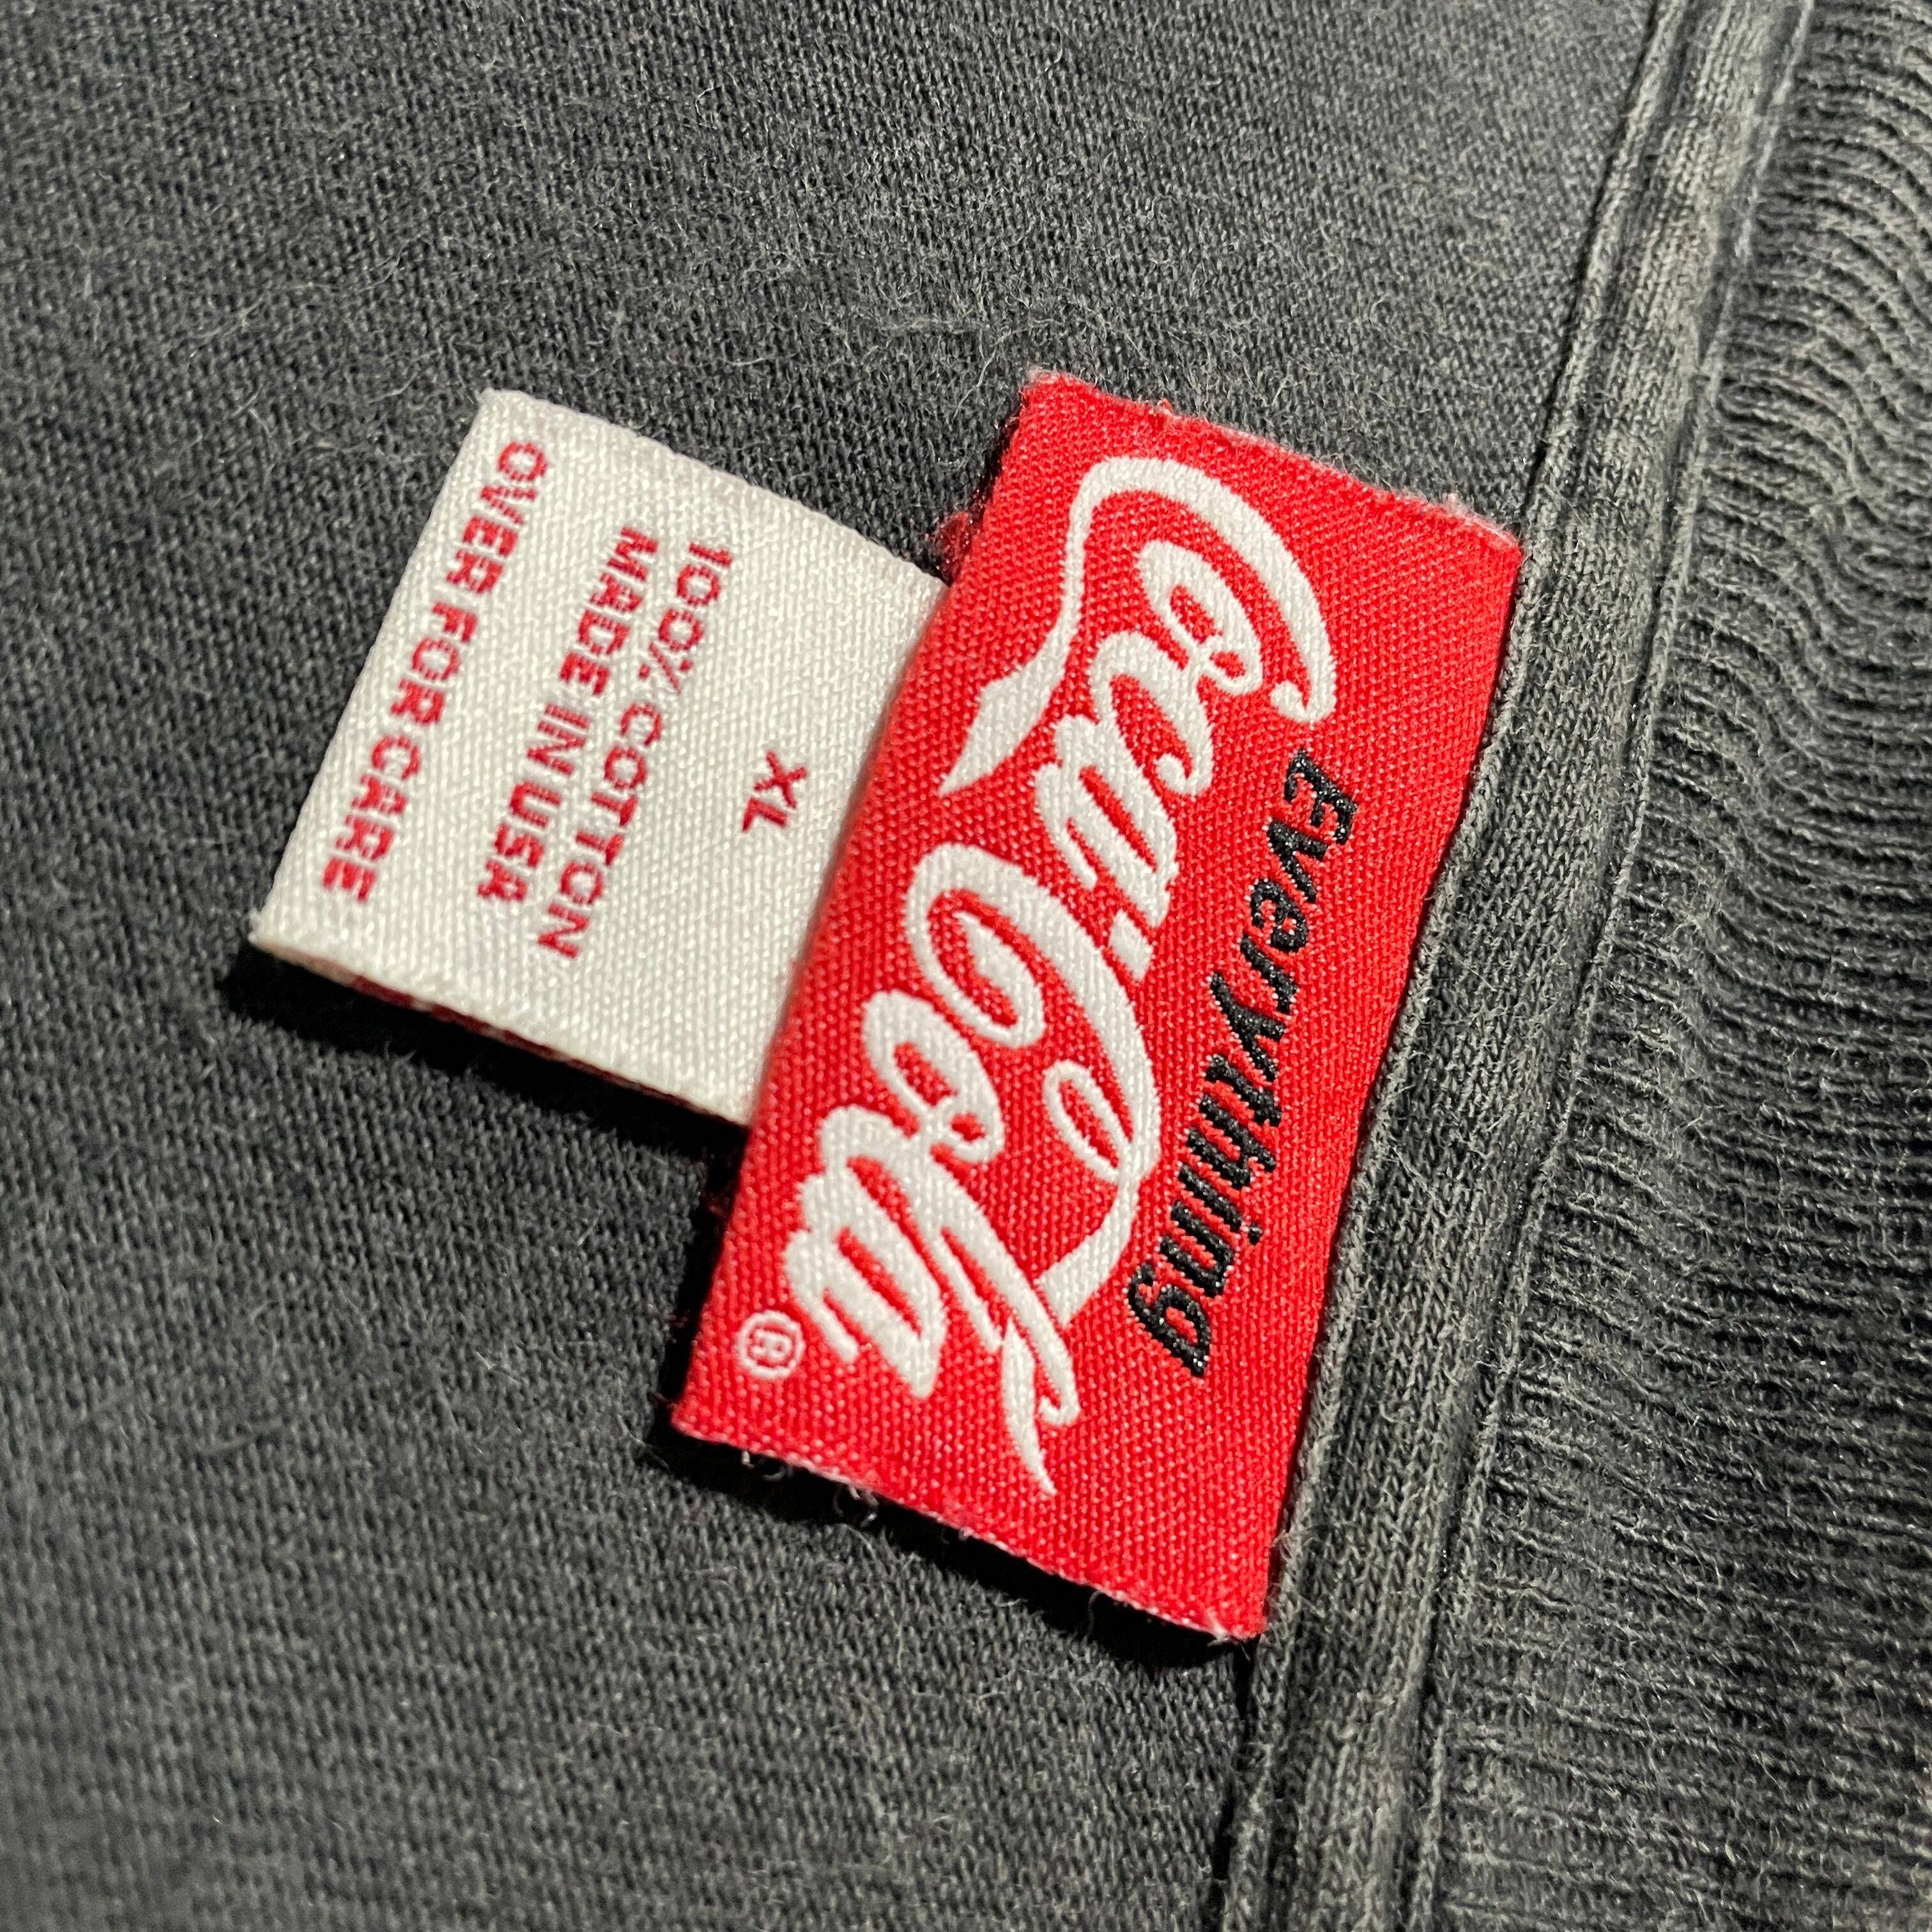 Everything
Coca-Cola
®
XL
100% COTTON
MADE IN USA
OVER FOR CARE